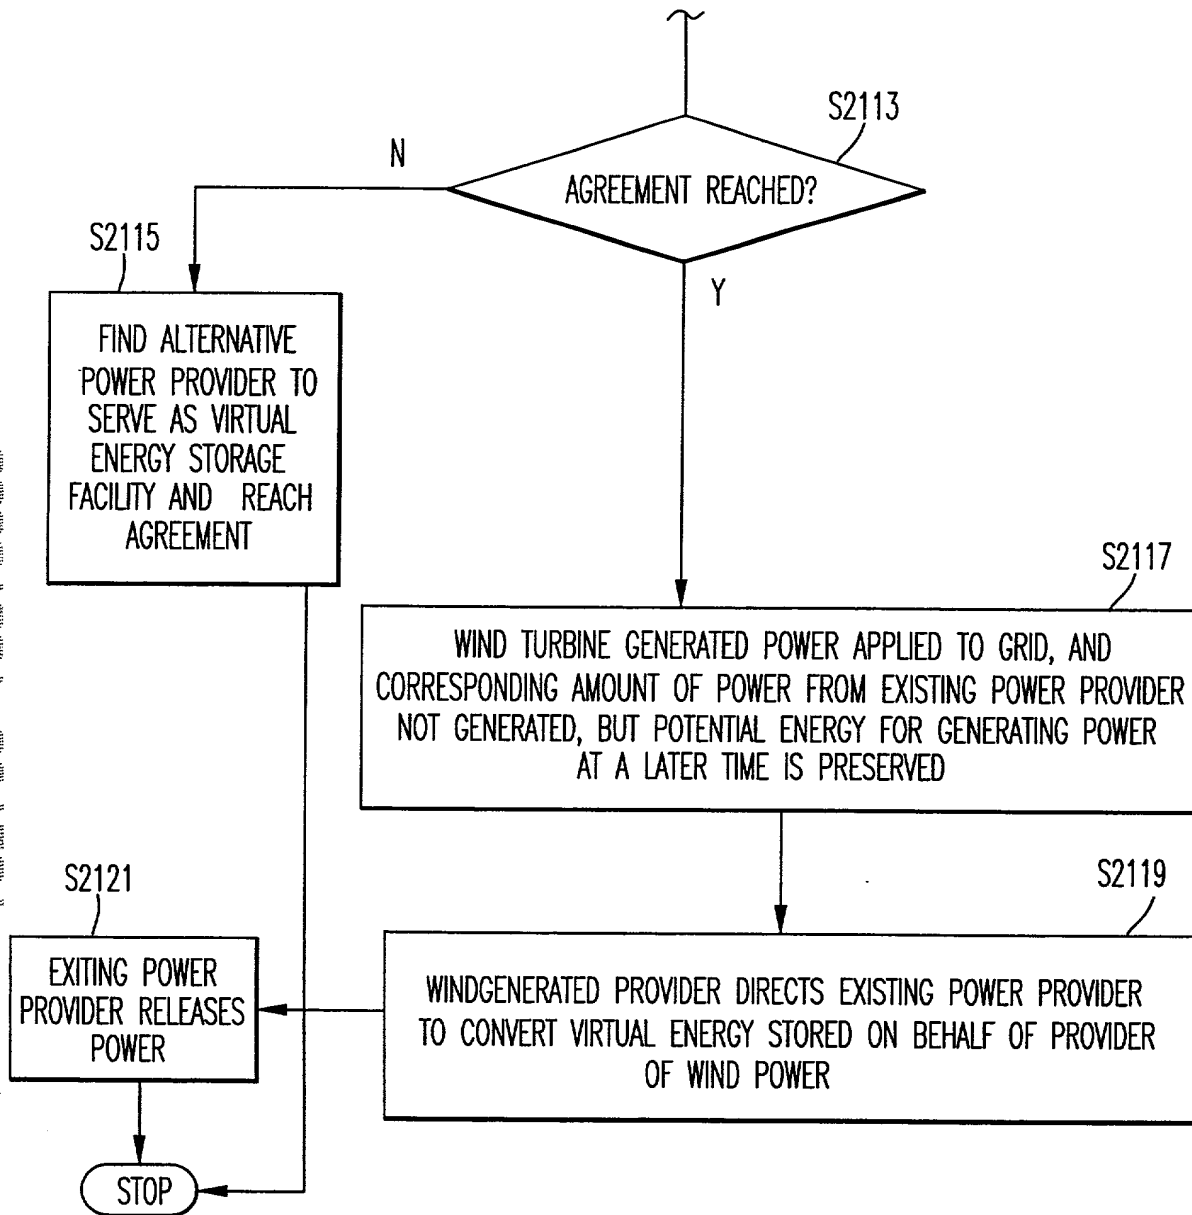 S2113
N
AGREEMENT REACHED?
S2115
Y
FIND ALTERNATIVE
POWER PROVIDER TO
SERVE AS VIRTUAL
ENERGY STORAGE
FACILITY AND REACH
AGREEMENT
S2117
WIND TURBINE GENERATED POWER APPLIED TO GRID, AND
CORRESPONDING AMOUNT OF POWER FROM EXISTING POWER PROVIDER
NOT GENERATED, BUT POTENTIAL ENERGY FOR GENERATING POWER
AT A LATER TIME IS PRESERVED
S2119
WINDGENERATED PROVIDER DIRECTS EXISTING POWER PROVIDER
TO CONVERT VIRTUAL ENERGY STORED ON BEHALF OF PROVIDER
OF WIND POWER
S2121
EXITING POWER
PROVIDER RELEASES
POWER
STOP